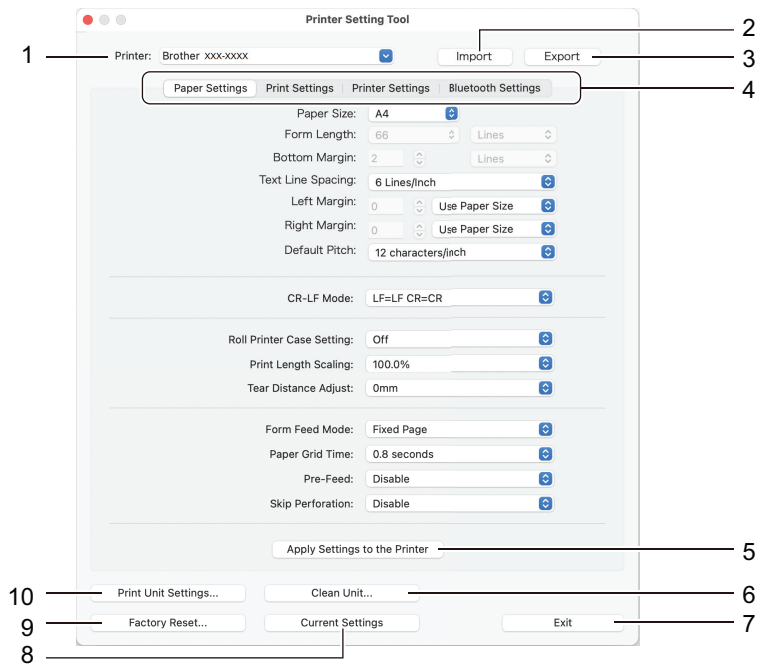 Printer Setting Tool
2
1 Printer: Brother XXX-XXXX Import Export 3
Paper Settings Print Settings Printer Settings Bluetooth Settings 4
Paper Size: A4
Form Length: 66 Lines
Bottom Margin: 2 Lines
Text Line Spacing: 6 Lines/Inch
Left Margin: 0 Use Paper Size
Right Margin: 0 Use Paper Size
Default Pitch: 12 characters/inch
CR-LF Mode: LF=LF CR=CR
Roll Printer Case Setting: Off
Print Length Scaling: 100.0%
Tear Distance Adjust: 0mm
Form Feed Mode: Fixed Page
Paper Grid Time: 0.8 seconds
Pre-Feed: Disable
Skip Perforation: Disable
Apply Settings to the Printer 5
10 Print Unit Settings... Clean Unit... 6
9 Factory Reset... Current Settings Exit 7
8